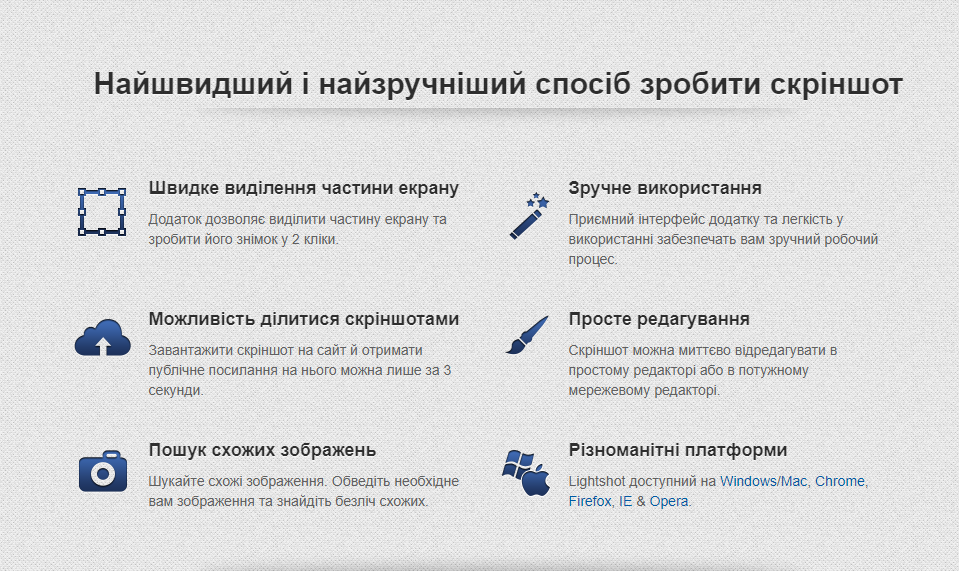 Найшвидший і найзручніший спосіб зробити скріншот
Швидке виділення частини екрану
Додаток дозволяє виділити частину екрану та
зробити його знімок у 2 кліки.
Зручне використання
Приємний інтерфейс додатку та легкість у
використанні забезпечать вам зручний робочий
процес.
Можливість ділитися скріншотами
Завантажити скріншот на сайт й отримати
публічне посилання на нього можна лише за 3
секунди.
Просте редагування
Скріншот можна миттєво відредагувати в
простому редакторі або в потужному
мережевому редакторі.
Пошук схожих зображень
Шукайте схожі зображення. Обведіть необхідне
вам зображення та знайдіть безліч схожих.
Різноманітні платформи
Lightshot доступний на Windows/Mac, Chrome,
Firefox, IE & Opera.